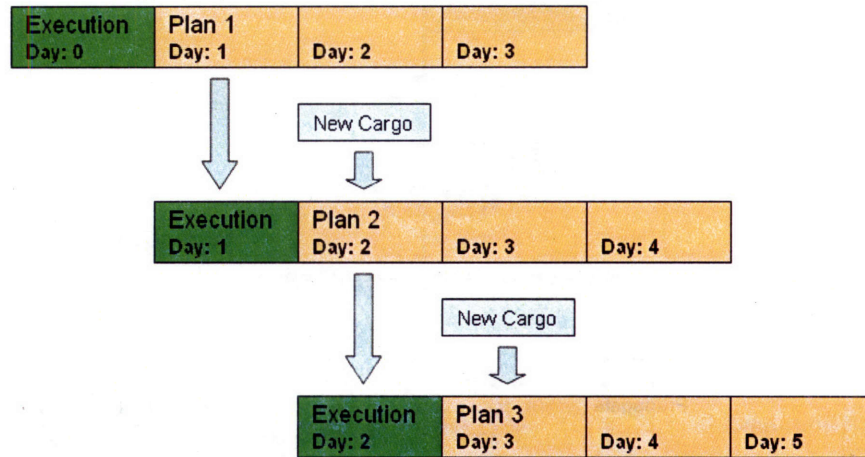 Execution Plan 1
Day: 0 Day: 1 Day: 2 Day: 3
New Cargo
Execution Plan 2
Day: 1 Day: 2 Day: 3 Day: 4
New Cargo
Execution Plan 3
Day: 2 Day: 3 Day: 4 Day: 5